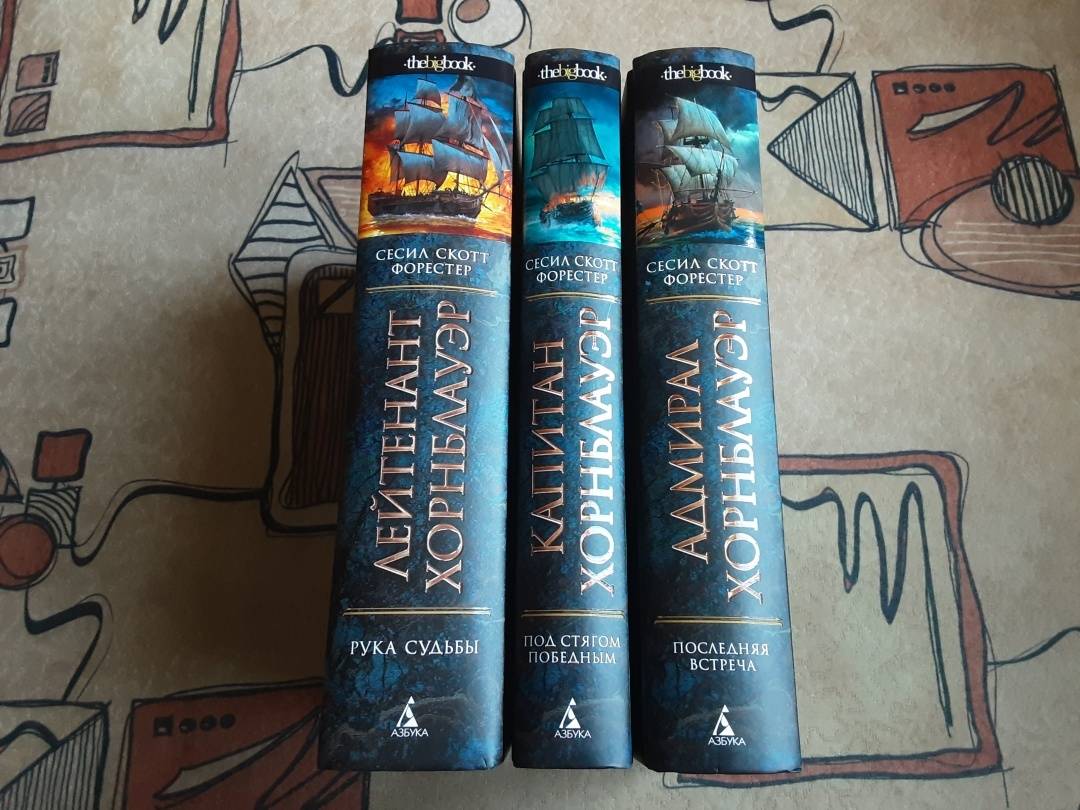 ·thebigbook·
СЕСИЛ СКОТТ
ФОРЕСТЕР
ЛЕЙТЕНАНТ
ХОРНБЛАУЭР
РУКА СУДЬБЫ
АЗБУКА
·thebigbook·
СЕСИЛ СКОТТ
ФОРЕСТЕР
КАПИТАН
ХОРНБЛАУЭР
ПОД СТЯГОМ
ПОБЕДНЫМ
АЗБУКА
·thebigbook·
СЕСИЛ СКОТТ
ФОРЕСТЕР
АДМИРАЛ
ХОРНБЛАУЭР
ПОСЛЕДНЯЯ
ВСТРЕЧА
АЗБУКА